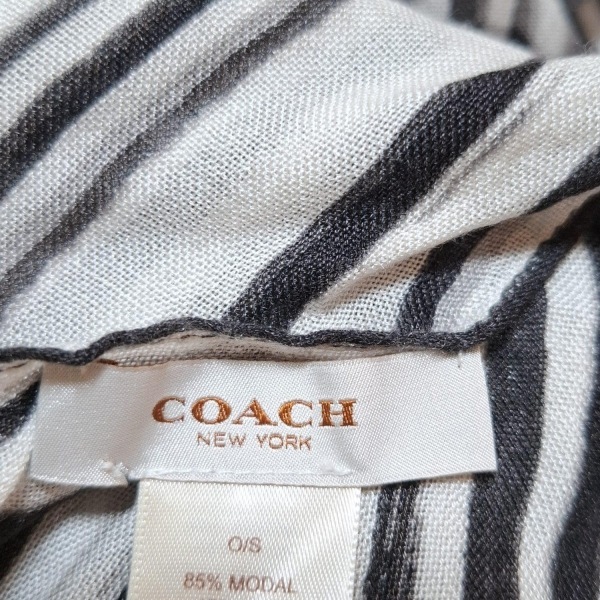 COACH
NEW YORK
O/S
85% MODAL